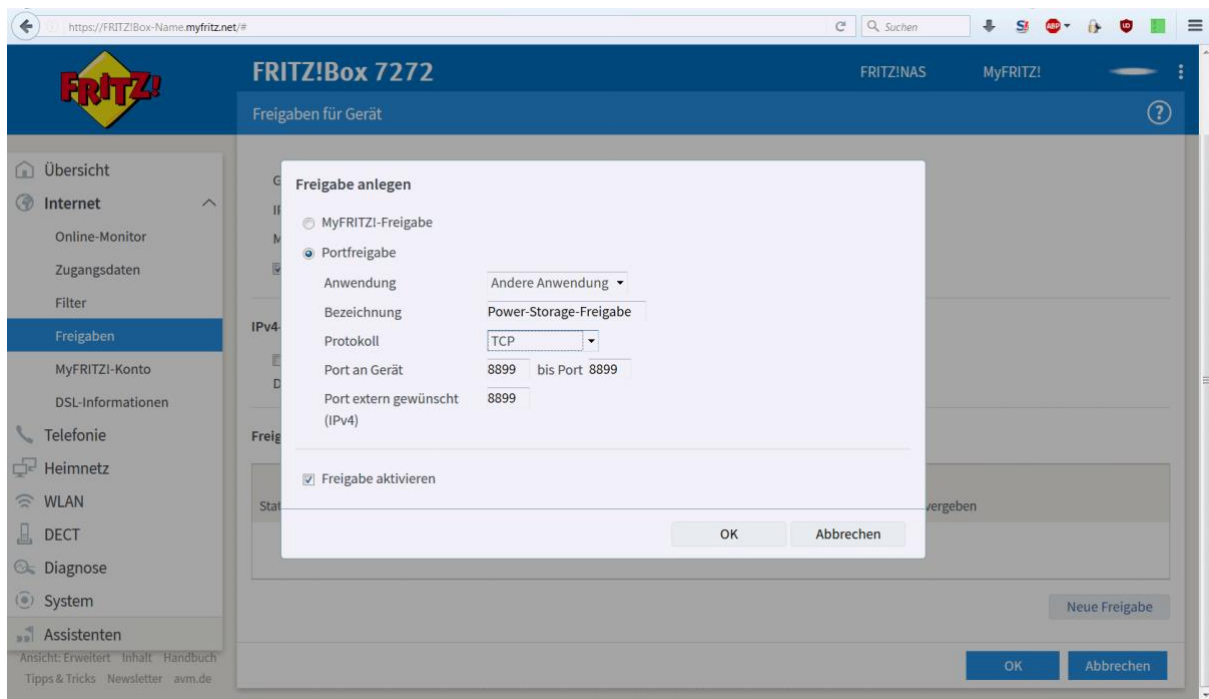 https://FRITZ!Box-Name.myfritz.net/#
Suchen
ABP
FRITZ!
FRITZ!Box 7272
FRITZ!NAS
MyFRITZ!
Freigaben für Gerät
?
Übersicht
Internet
Online-Monitor
Zugangsdaten
Filter
Freigaben
MyFRITZ!-Konto
DSL-Informationen
Telefonie
Heimnetz
WLAN
DECT
Diagnose
System
Assistenten
Ansicht: Erweitert Inhalt Handbuch
Tipps & Tricks Newsletter avm.de
Freigabe anlegen
MyFRITZ!-Freigabe
Portfreigabe
Anwendung Andere Anwendung
Bezeichnung Power-Storage-Freigabe
Protokoll TCP
Port an Gerät 8899 bis Port 8899
Port extern gewünscht 8899
(IPv4)
Freigabe aktivieren
OK Abbrechen
IPv4-
Freig
Stat
vergeben
Neue Freigabe
OK Abbrechen